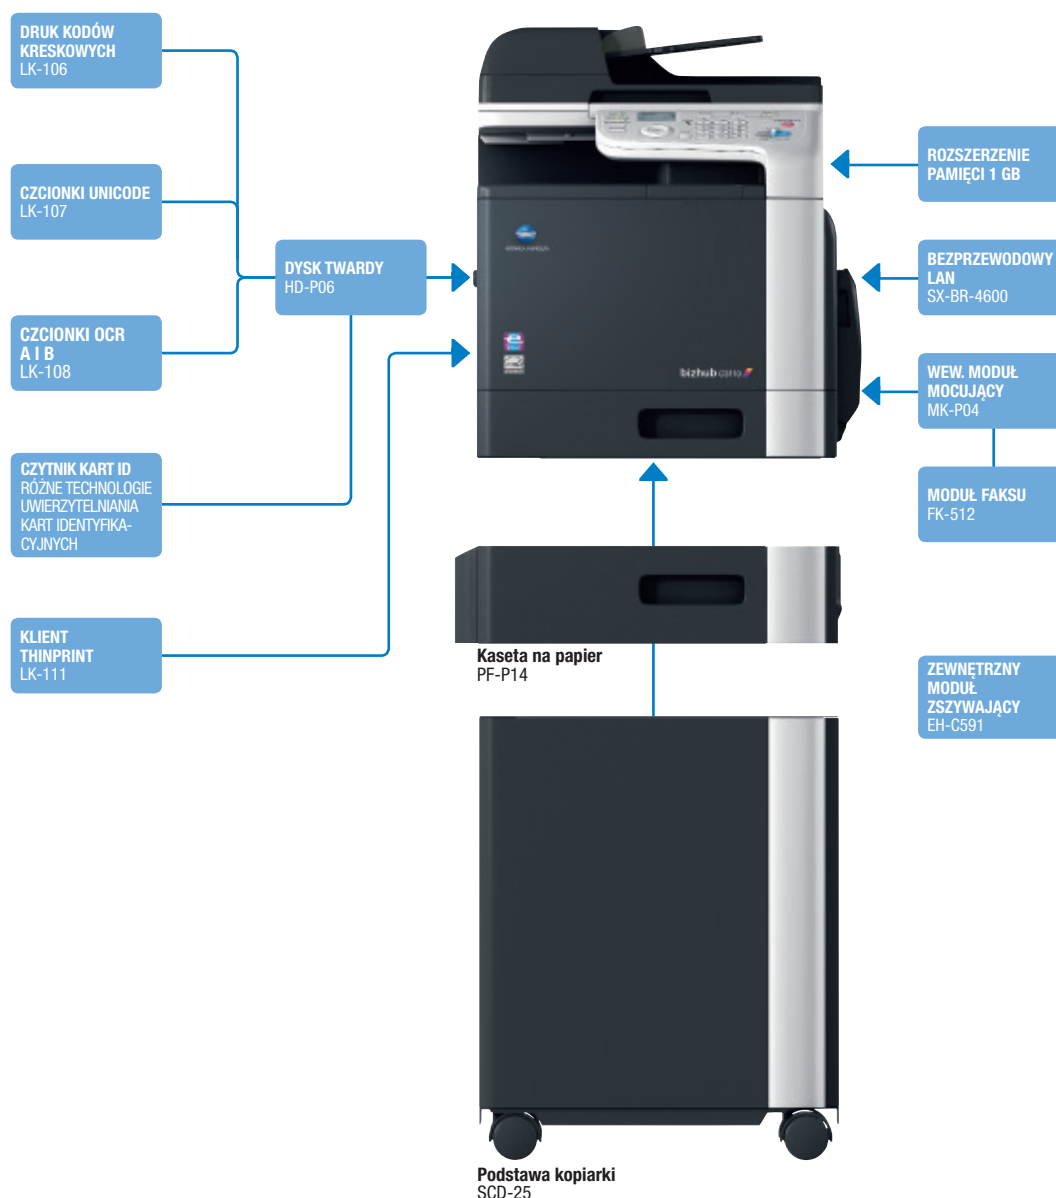 DRUK KODÓW
KRESKOWYCH
LK-106
CZCIONKI UNICODE
LK-107
CZCIONKI OCR
A I B
LK-108
CZYTNIK KART ID
RÓŻNE TECHNOLOGIE
UWIERZYTELNIANIA
KART IDENTYFIKA-
CYJNYCH
KLIENT
THINPRINT
LK-111
DYSK TWARDY
HD-P06
KONICA MINOLTA
bizhub
Kaseta na papier
PF-P14
Podstawa kopiarki
SCD-25
ROZSZERZENIE
PAMIĘCI 1 GB
BEZPRZEWODOWY
LAN
SX-BR-4600
WEW. MODUŁ
MOCUJĄCY
MK-P04
MODUŁ FAKSU
FK-512
ZEWNĘTRZNY
MODUŁ
ZSZYWAJĄCY
EH-C591